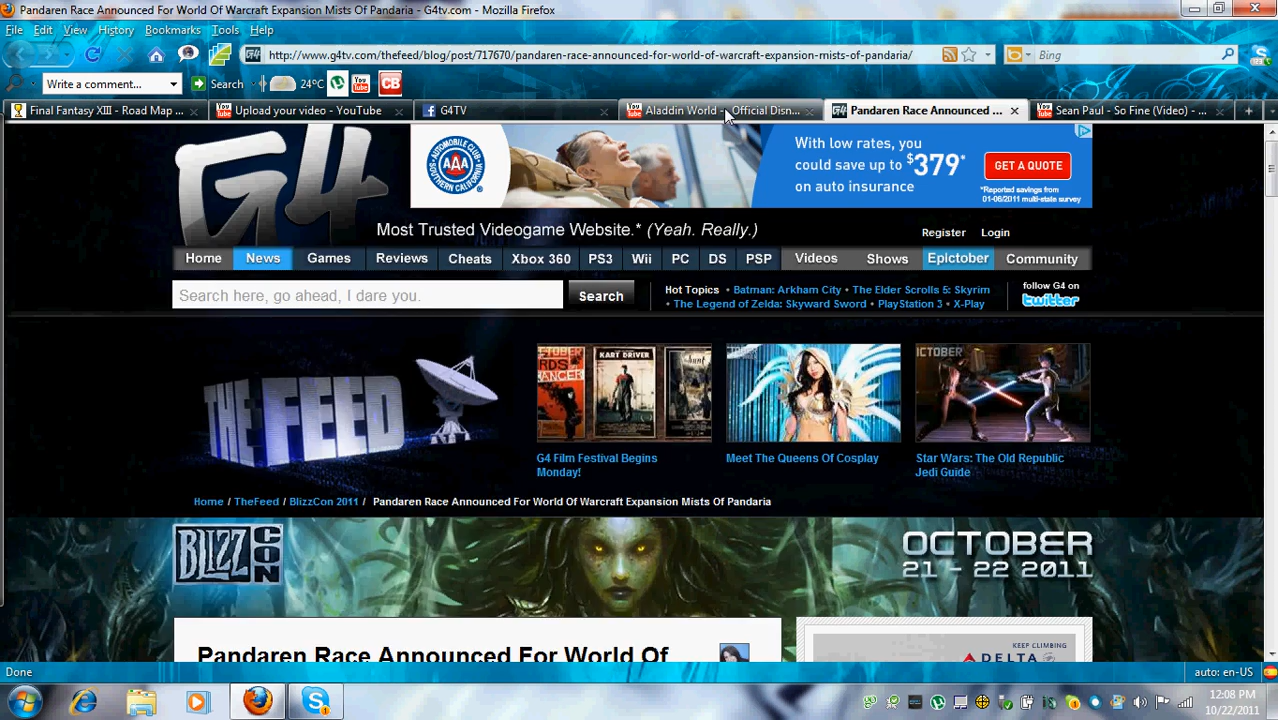 Pandaren Race Announced For World Of Warcraft Expansion Mists Of Pandaria - G4tv.com - Mozilla Firefox
File Edit View History Bookmarks Tools Help
http://www.g4tv.com/thefeed/blog/post/717670/pandaren-race-announced-for-world-of-warcraft-expansion-mists-of-pandaria/
Bing
Write a comment... Search 24°C You Tube CB
Final Fantasy XIII - Road Map ... Upload your video - YouTube G4TV Aladdin World - Official Disn... Pandaren Race Announced ... Sean Paul - So Fine (Video) - ...
G4
AUTOMOBILE CLUB
AAA
SOUTHERN CALIFORNIA
With low rates, you
could save up to $379*
on auto insurance
GET A QUOTE
*Reported savings from
01-06/2011 multi-state survey
Most Trusted Videogame Website.* (Yeah. Really.)
Register Login
Home News Games Reviews Cheats Xbox 360 PS3 Wii PC DS PSP Videos Shows Epictober Community
Search here, go ahead, I dare you. Search
Hot Topics • Batman: Arkham City • The Elder Scrolls 5: Skyrim
• The Legend of Zelda: Skyward Sword • PlayStation 3 • X-Play
follow G4 on
twitter
THE FEED
KART DRIVER
hunt
G4 Film Festival Begins
Monday!
Meet The Queens Of Cosplay
Star Wars: The Old Republic
Jedi Guide
Home / TheFeed / BlizzCon 2011 / Pandaren Race Announced For World Of Warcraft Expansion Mists Of Pandaria
BLIZZCON
OCTOBER
21 - 22 2011
Pandaren Race Announced For World Of
KEEP CLIMBING
DELTA
Done
auto: en-US
12:08 PM
10/22/2011